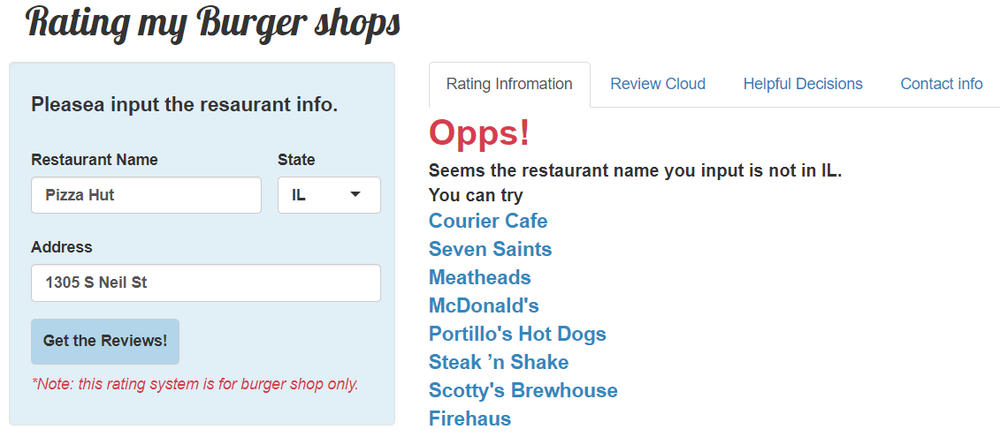 Rating my Burger shops
Pleasea input the resaurant info.
Restaurant Name
State
Pizza Hut
IL
Address
1305 S Neil St
Get the Reviews!
*Note: this rating system is for burger shop only.
Rating Infromation
Review Cloud
Helpful Decisions
Contact info
Opps!
Seems the restaurant name you input is not in IL.
You can try
Courier Cafe
Seven Saints
Meatheads
McDonald's
Portillo's Hot Dogs
Steak ’n Shake
Scotty's Brewhouse
Firehaus